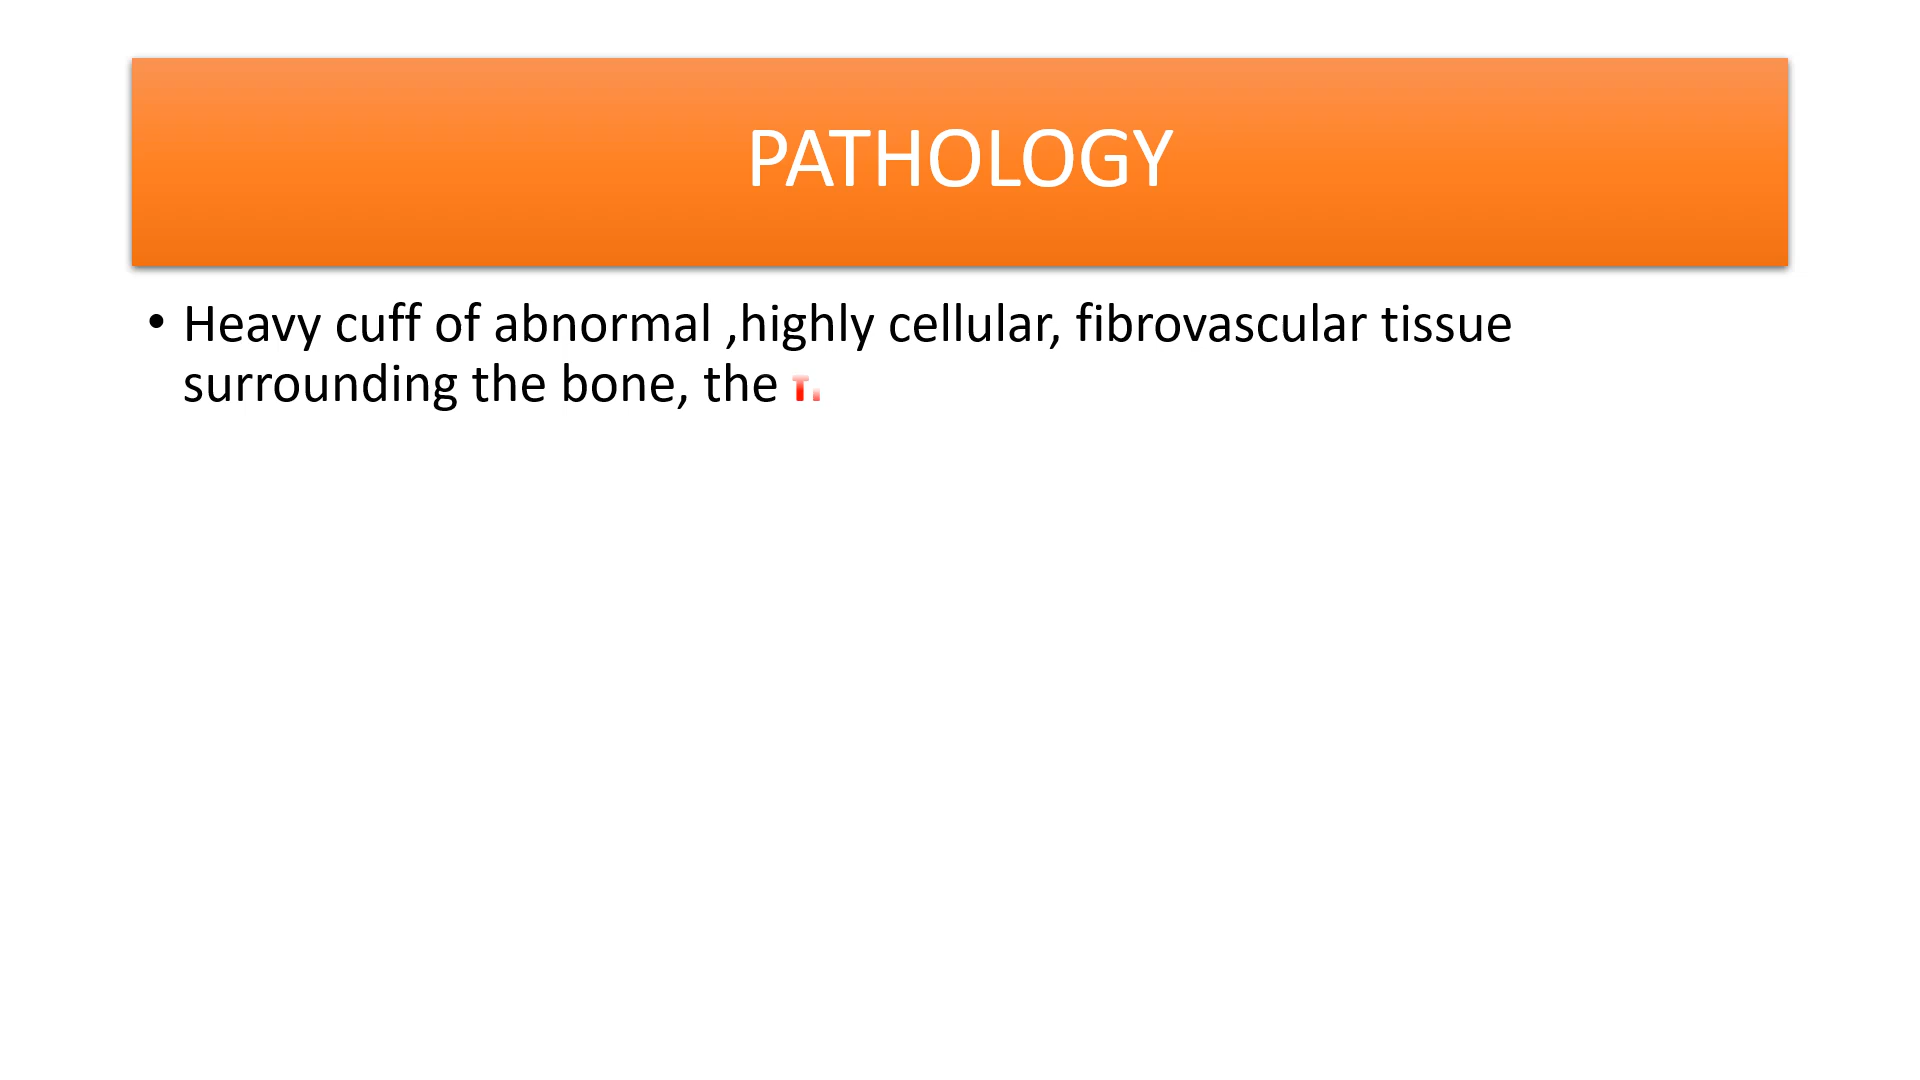 PATHOLOGY
• Heavy cuff of abnormal ,highly cellular, fibrovascular tissue
surrounding the bone, the